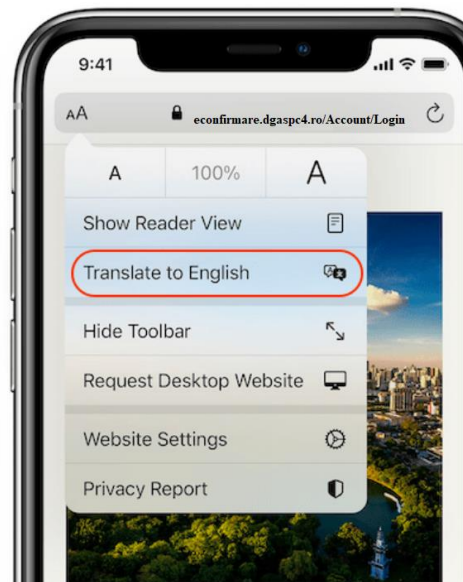 9:41
AA econfirmare.dgaspc4.ro/Account/Login
A 100% A
Show Reader View
Translate to English
Hide Toolbar
Request Desktop Website
Website Settings
Privacy Report